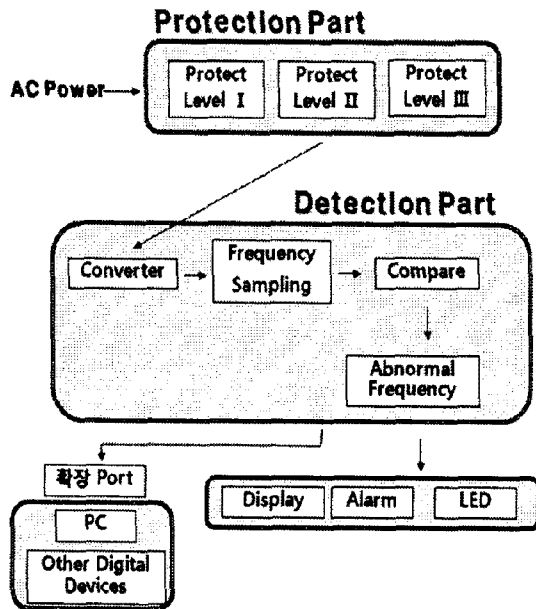 Protection Part
AC Power
Protect
Level Ⅰ
Protect
Level Ⅱ
Protect
Level Ⅲ
Detection Part
Converter
Frequency
Sampling
Compare
Abnormal
Frequency
확장 Port
PC
Other Digital
Devices
Display
Alarm
LED